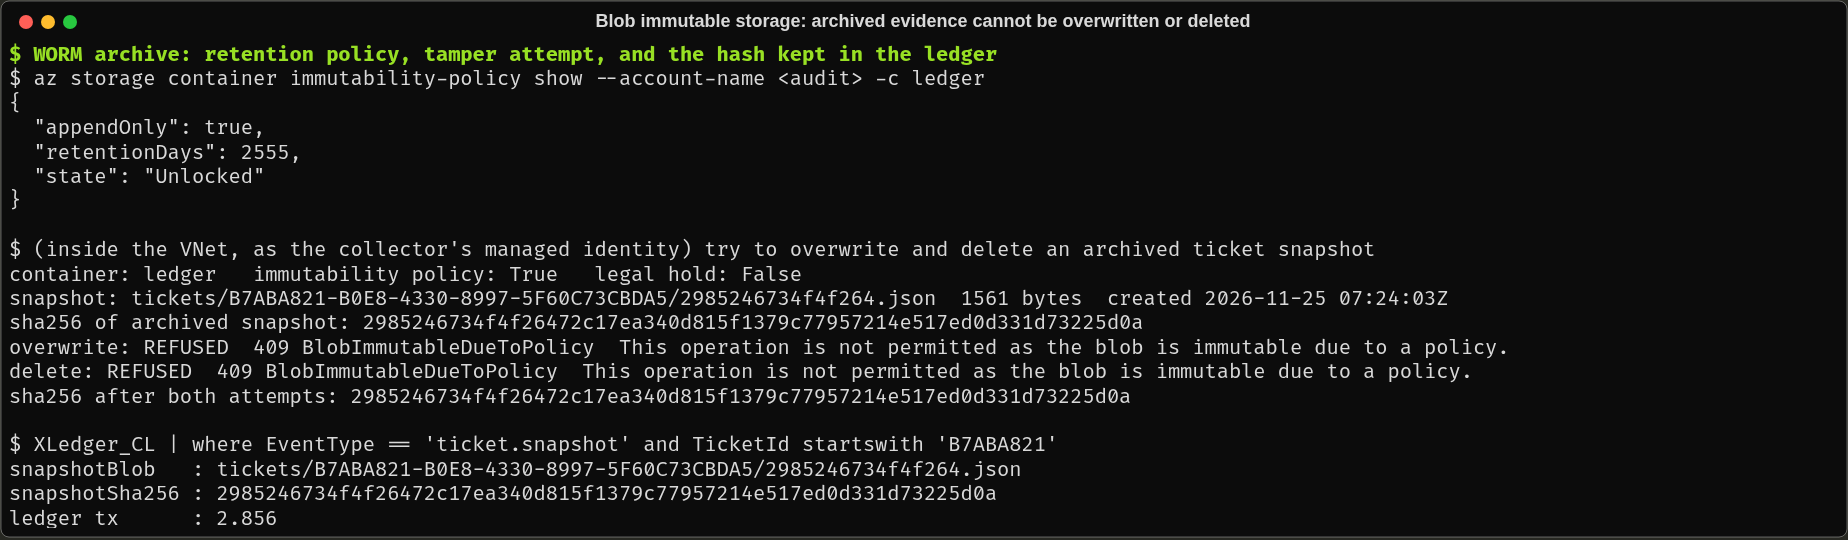 Blob immutable storage: archived evidence cannot be overwritten or deleted
$ WORM archive: retention policy, tamper attempt, and the hash kept in the ledger
$ az storage container immutability-policy show --account-name <audit> -c ledger
{
  "appendOnly": true,
  "retentionDays": 2555,
  "state": "Unlocked"
}
$ (inside the VNet, as the collector's managed identity) try to overwrite and delete an archived ticket snapshot
container: ledger   immutability policy: True   legal hold: False
snapshot: tickets/B7ABA821-B0E8-4330-8997-5F60C73CBDA5/2985246734f4f264.json  1561 bytes  created 2026-11-25 07:24:03Z
sha256 of archived snapshot: 2985246734f4f26472c17ea340d815f1379c77957214e517ed0d331d73225d0a
overwrite: REFUSED  409 BlobImmutableDueToPolicy  This operation is not permitted as the blob is immutable due to a policy.
delete: REFUSED  409 BlobImmutableDueToPolicy  This operation is not permitted as the blob is immutable due to a policy.
sha256 after both attempts: 2985246734f4f26472c17ea340d815f1379c77957214e517ed0d331d73225d0a
$ XLedger_CL | where EventType == 'ticket.snapshot' and TicketId startswith 'B7ABA821'
snapshotBlob   : tickets/B7ABA821-B0E8-4330-8997-5F60C73CBDA5/2985246734f4f264.json
snapshotSha256 : 2985246734f4f26472c17ea340d815f1379c77957214e517ed0d331d73225d0a
ledger tx      : 2.856